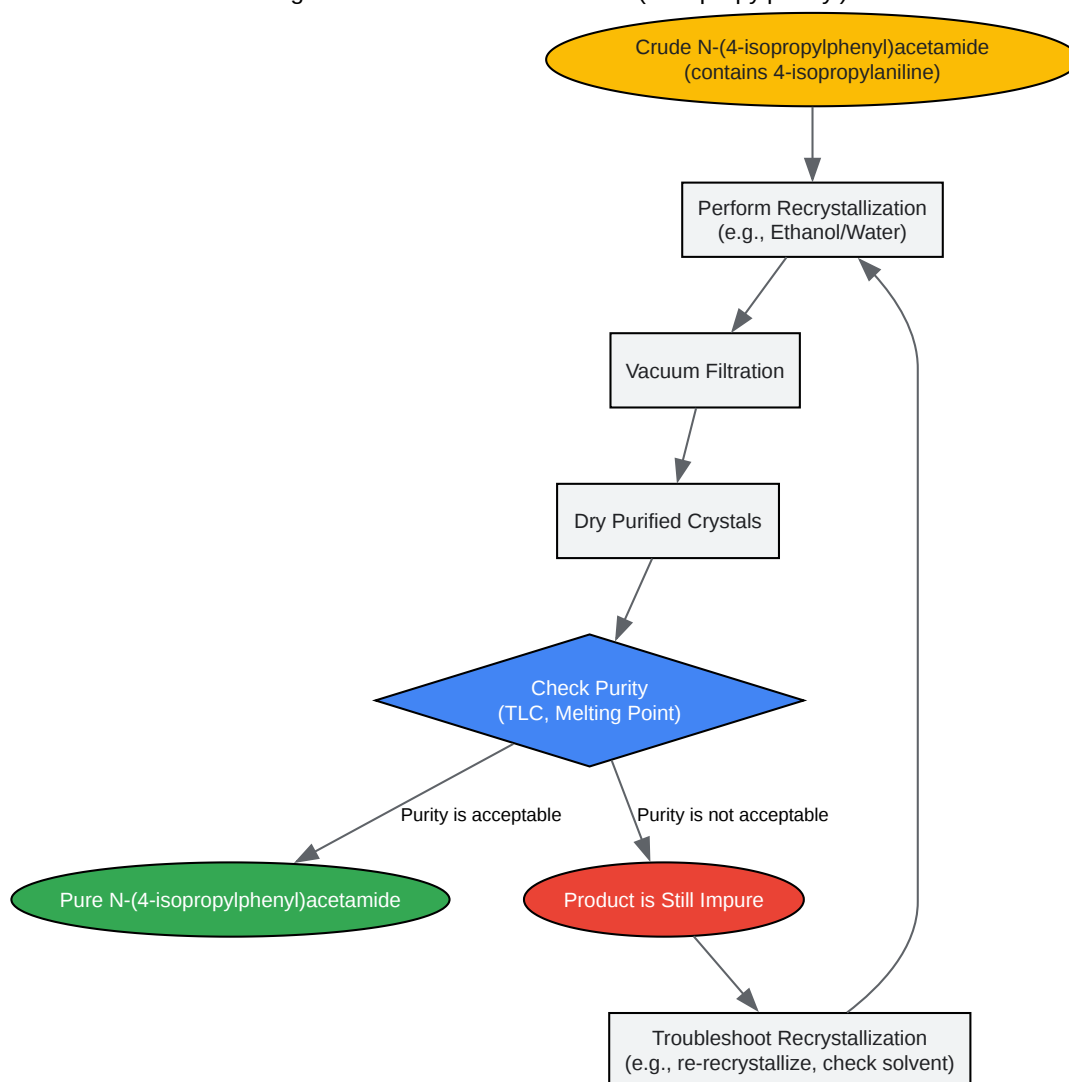 Crude N-(4-isopropylphenyl)acetamide
(contains 4-isopropylaniline)
Perform Recrystallization
(e.g., Ethanol/Water)
Vacuum Filtration
Dry Purified Crystals
Check Purity
(TLC, Melting Point)
Purity is acceptable
Purity is not acceptable
Pure N-(4-isopropylphenyl)acetamide
Product is Still Impure
Troubleshoot Recrystallization
(e.g., re-recrystallize, check solvent)